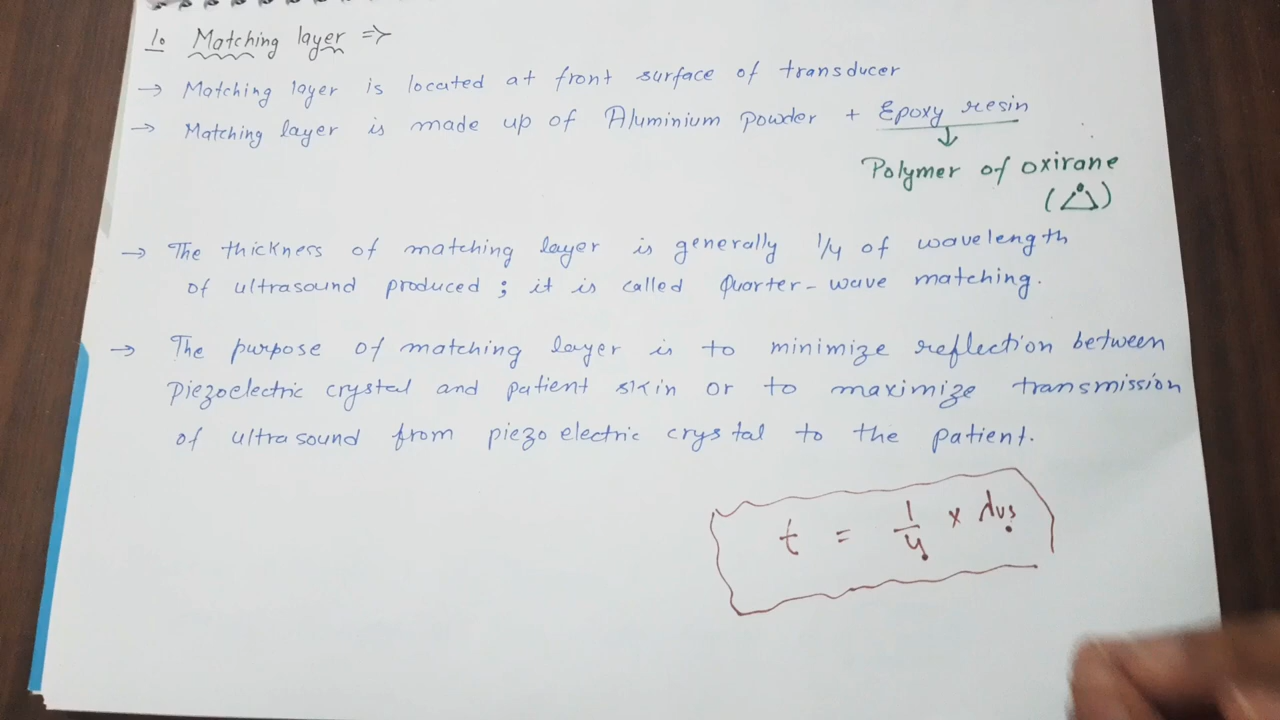 1. Matching layer ⇒
→ Matching layer is located at front surface of transducer
→ Matching layer is made up of Aluminium powder + Epoxy resin
↓
Polymer of oxirane
(△)
→ The thickness of matching layer is generally 1/4 of wavelength
of ultrasound produced ; it is called Quarter-wave matching.
→ The purpose of matching layer is to minimize reflection between
piezoelectric crystal and patient skin or to maximize transmission
of ultrasound from piezoelectric crystal to the patient.
t = 1/4 × λus